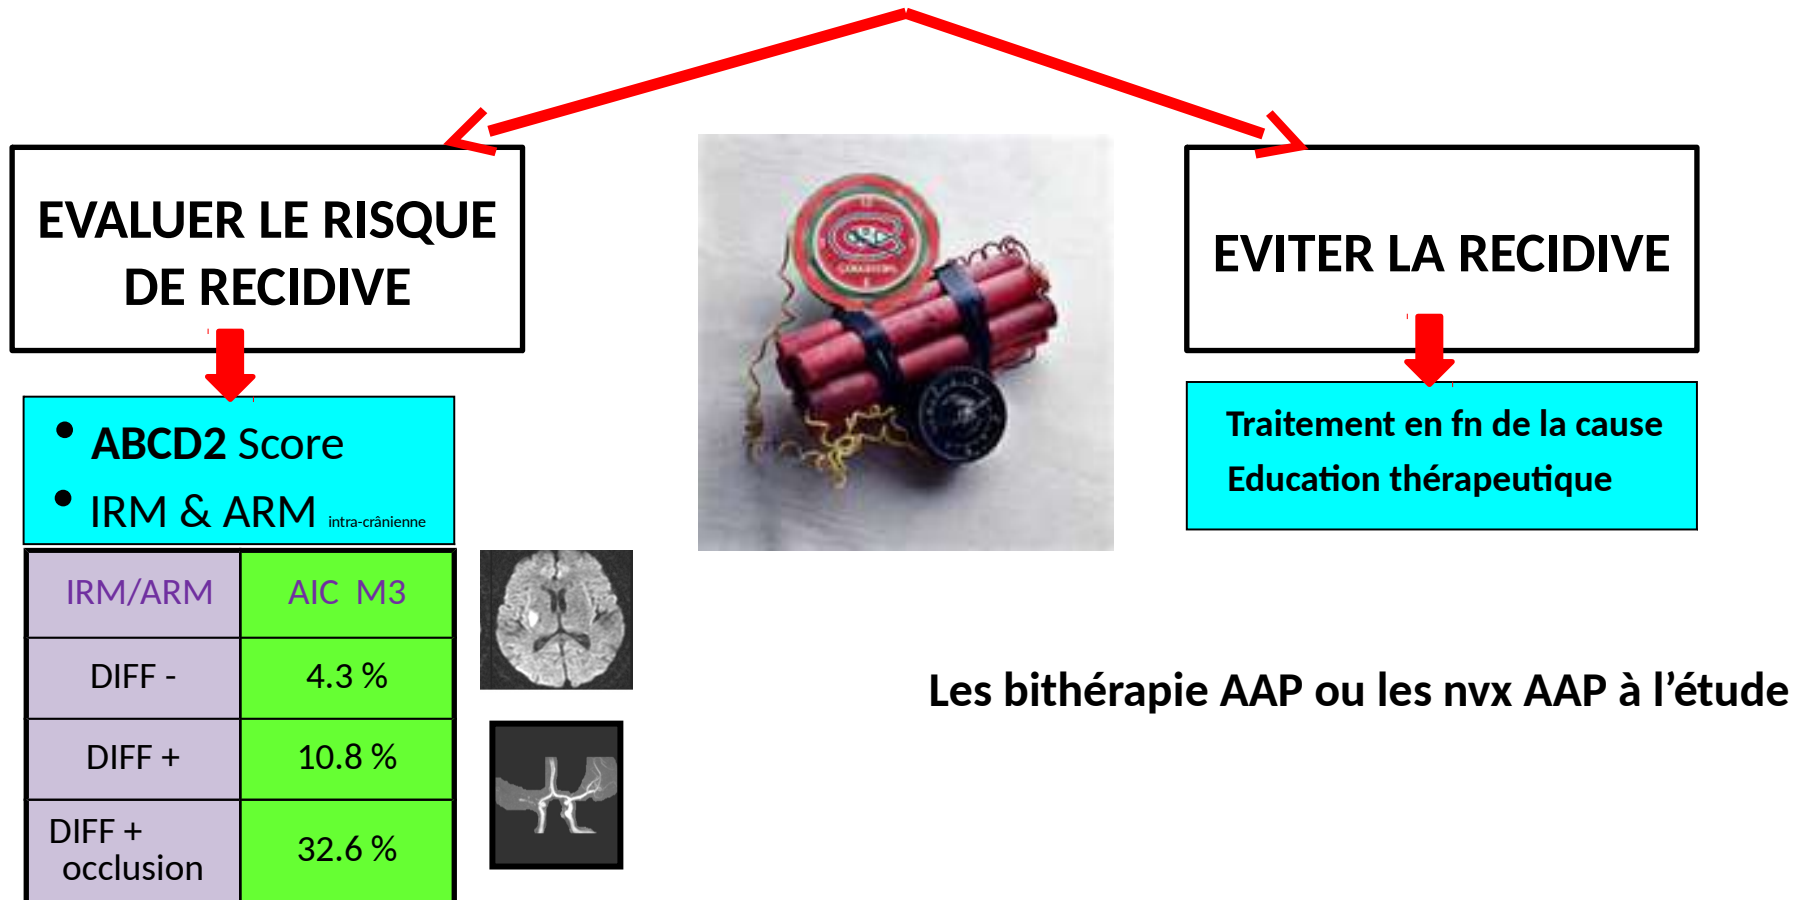 EVALUER LE RISQUE
DE RECIDIVE
EVITER LA RECIDIVE
• ABCD2 Score
• IRM & ARM intra-crânienne
Traitement en fn de la cause
Education thérapeutique
IRM/ARM AIC M3
DIFF - 4.3 %
DIFF + 10.8 %
DIFF +
occlusion 32.6 %
Les bithérapie AAP ou les nvx AAP à l’étude